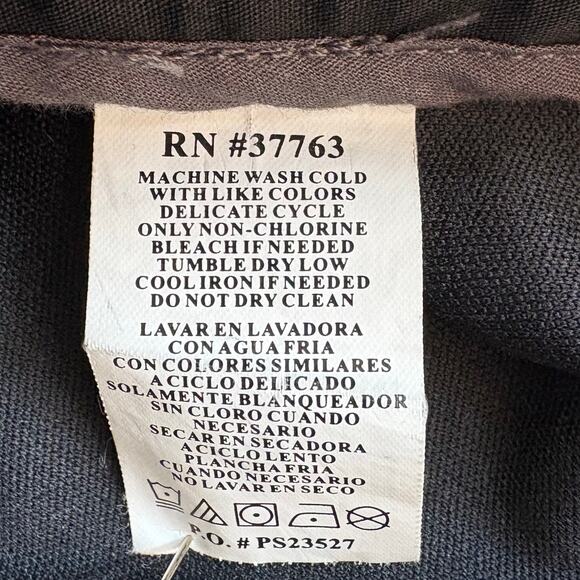 RN #37763
MACHINE WASH COLD
WITH LIKE COLORS
DELICATE CYCLE
ONLY NON-CHLORINE
BLEACH IF NEEDED
TUMBLE DRY LOW
COOL IRON IF NEEDED
DO NOT DRY CLEAN
LAVAR EN LAVADORA
CON AGUA FRIA
CON COLORES SIMILARES
A CICLO DELICADO
SOLAMENTE BLANQUEADOR
SIN CLORO CUANDO
NECESARIO
SECAR EN SECADORA
A CICLO LENTO
PLANCHA FRIA
CUANDO NECESARIO
NO LAVAR EN SECO
P.O. # PS23527